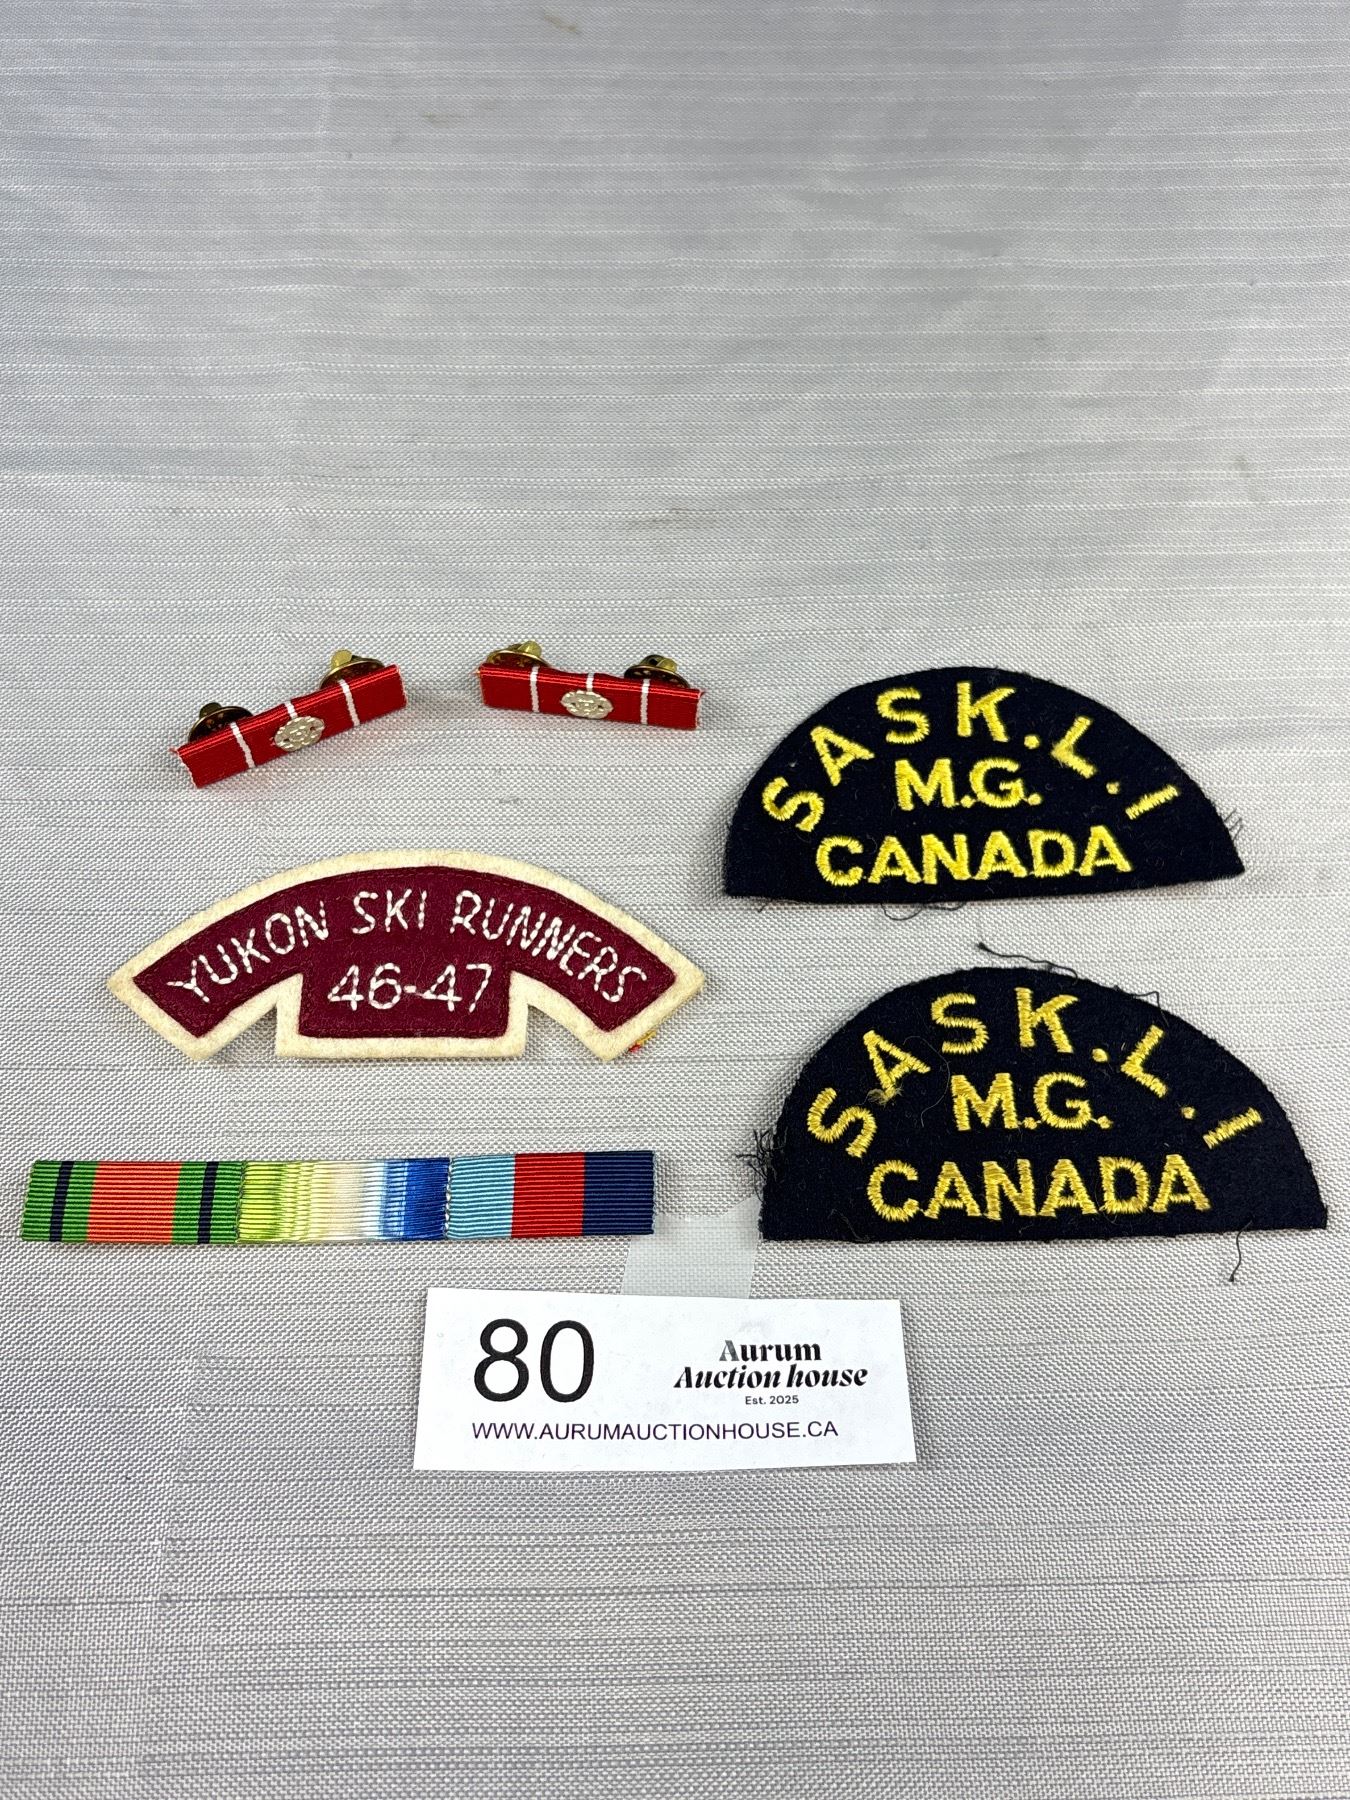 SASK.L.I
M.G.
CANADA
YUKON SKI RUNNERS
46-47
SASK.L.I
M.G.
CANADA
80
Aurum
Auction house
Est. 2025
WWW.AURUMAUCTIONHOUSE.CA